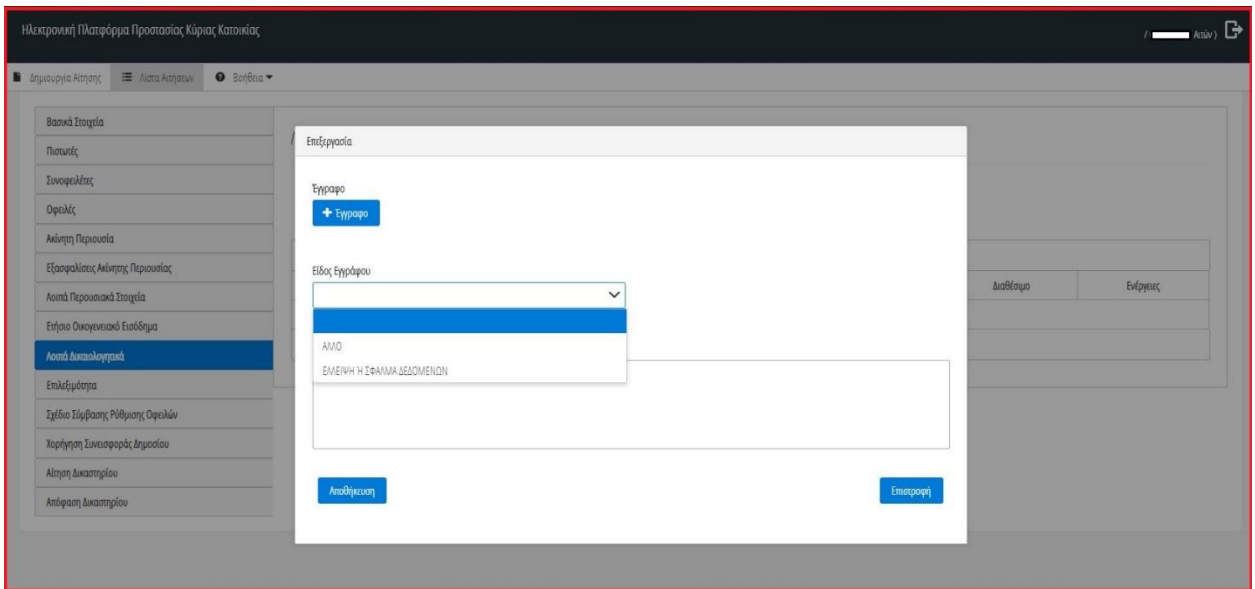 Ηλεκτρονική Πλατφόρμα Προστασίας Κύριας Κατοικίας
/ Αιτών )
Δημιουργία Αίτησης Λίστα Αιτήσεων Βοήθεια
Βασικά Στοιχεία
Πιστωτές
Συνοφειλέτες
Οφειλές
Ακίνητη Περιουσία
Εξασφαλίσεις Ακίνητης Περιουσίας
Λοιπά Περουσιακά Στοιχεία
Ετήσιο Οικογενειακό Εισόδημα
Λοιπά Δικαιολογητικά
Επιλεξιμότητα
Σχέδιο Σύμβασης Ρύθμισης Οφειλών
Χορήγηση Συνεισφοράς Δημοσίου
Αίτηση Δικαστηρίου
Απόφαση Δικαστηρίου
Επεξεργασία
Έγγραφο
+ Έγγραφο
Είδος Εγγράφου
ΑΛΛΟ
ΕΛΛΕΙΨΗ Ή ΣΦΑΛΜΑ ΔΕΔΟΜΕΝΩΝ
Αποθήκευση Επιστροφή
Διαθέσιμο Ενέργειες